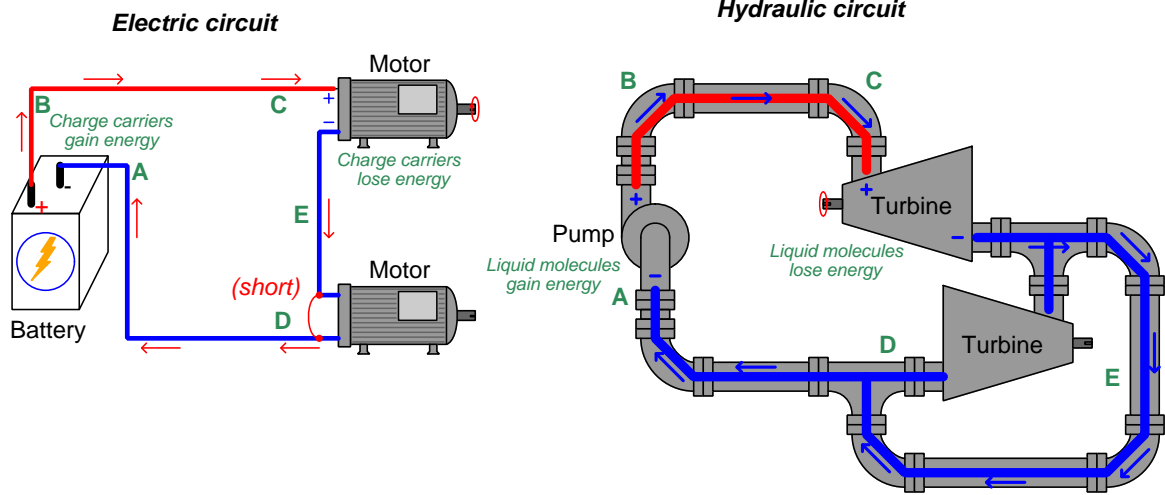 Electric circuit
Hydraulic circuit
Motor
B
C
+
-
Charge carriers
gain energy
Charge carriers
lose energy
A
-
+
E
(short)
Motor
D
Battery
B
C
+
+
Turbine
Pump
-
-
Liquid molecules
gain energy
Liquid molecules
lose energy
A
D
Turbine
E